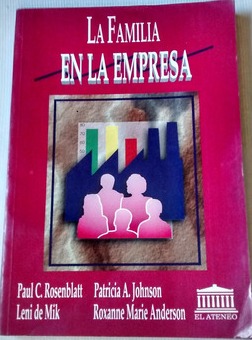 LA FAMILIA
EN LA EMPRESA
Paul C. Rosenblatt Patricia A. Johnson
Leni de Mik Roxanne Marie Anderson
EL ATENEO